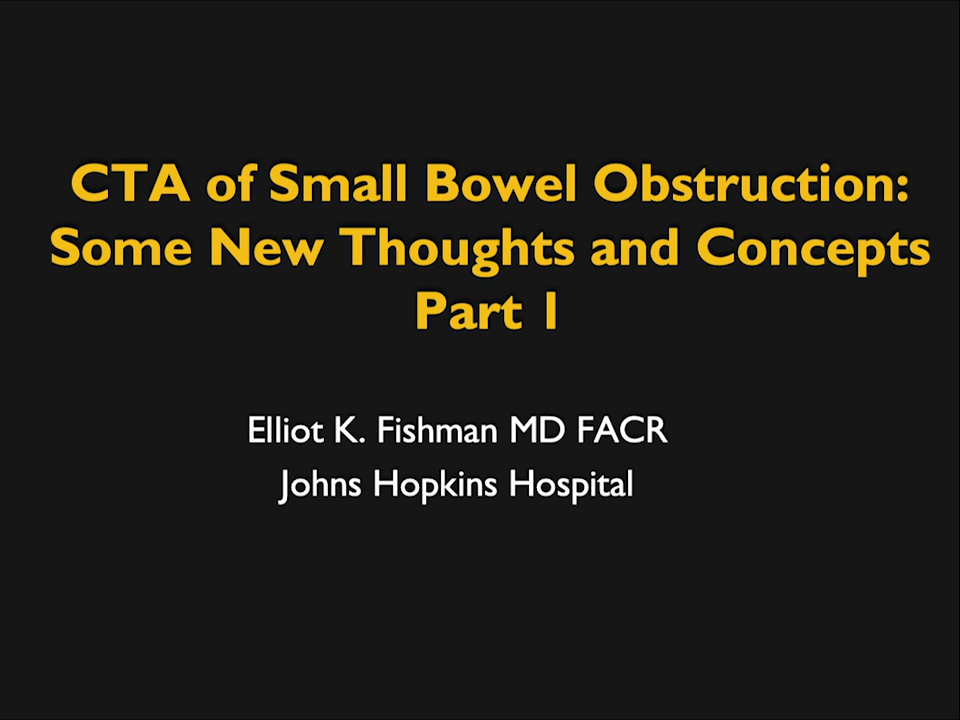 CTA of Small Bowel Obstruction:
Some New Thoughts and Concepts
Part 1
Elliot K. Fishman MD FACR
Johns Hopkins Hospital